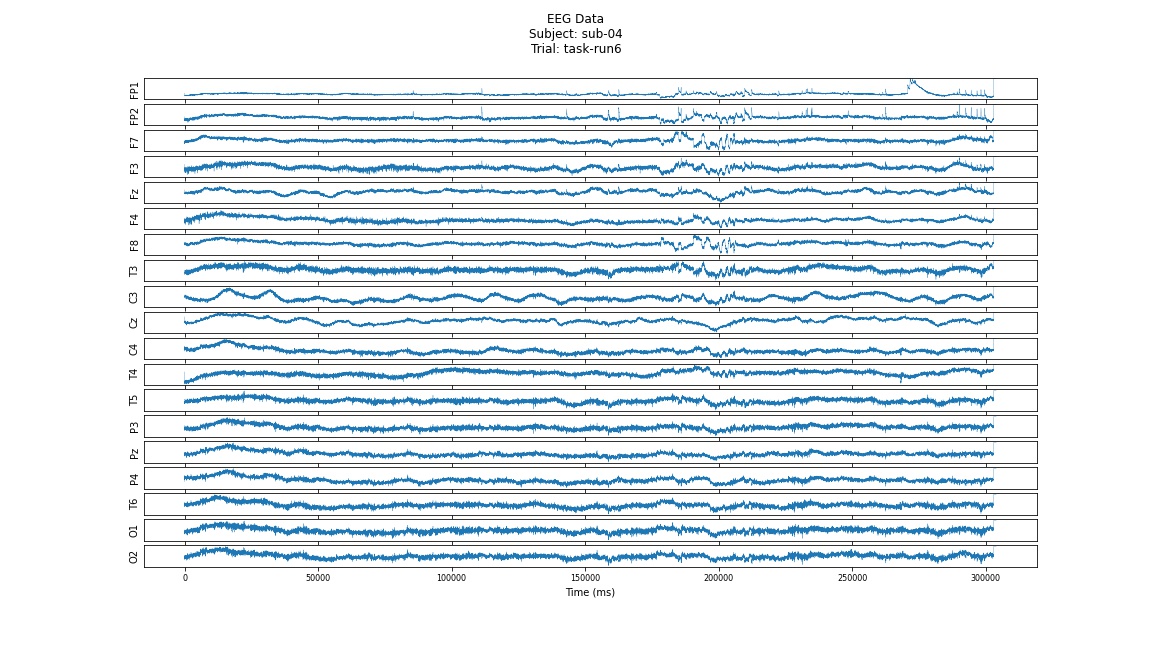 EEG Data
Subject: sub-04
Trial: task-run6
FP1
FP2
F7
F3
Fz
F4
F8
T3
C3
Cz
C4
T4
T5
P3
Pz
P4
T6
O1
O2
0 50000 100000 150000 200000 250000 300000
Time (ms)